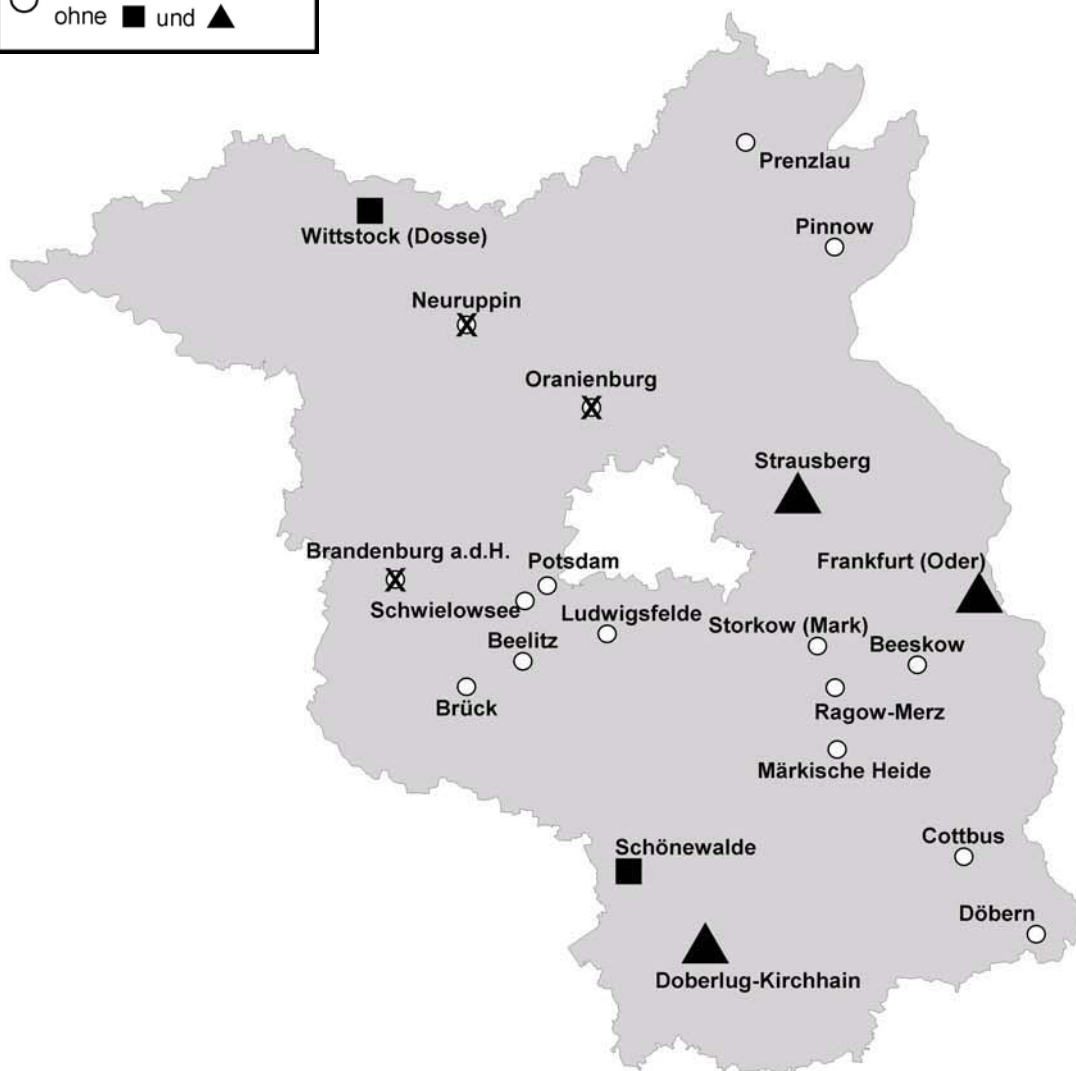 ohne ■ und ▲
Prenzlau
Pinnow
Wittstock (Dosse)
Neuruppin
Oranienburg
Strausberg
Brandenburg a.d.H.
Potsdam
Frankfurt (Oder)
Schwielowsee
Ludwigsfelde
Storkow (Mark)
Beelitz
Beeskow
Brück
Ragow-Merz
Märkische Heide
Cottbus
Schönewalde
Döbern
Doberlug-Kirchhain